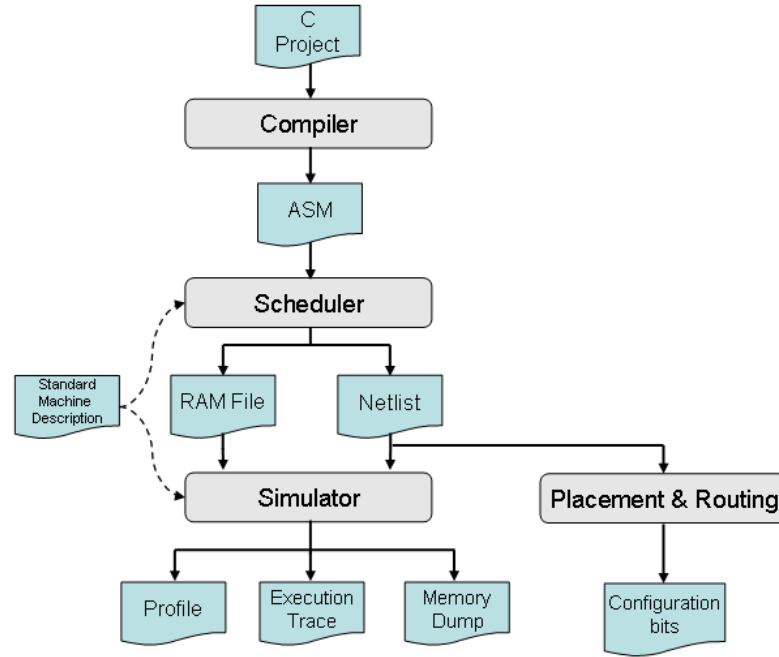 C
Project
Compiler
ASM
Scheduler
Standard
Machine
Description
RAM File
Netlist
Simulator
Placement & Routing
Profile
Execution
Trace
Memory
Dump
Configuration
bits